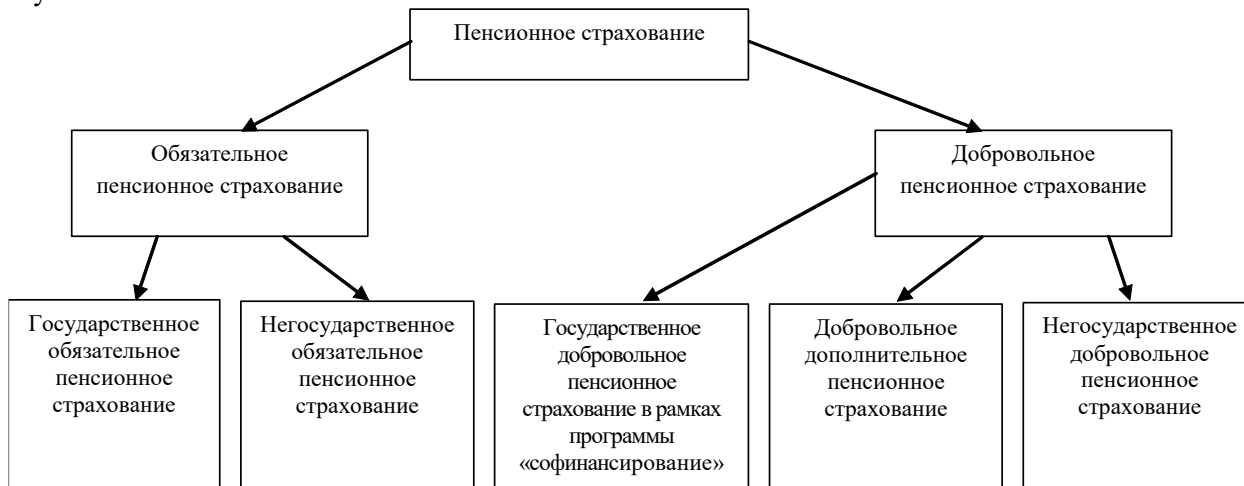 у
Пенсионное страхование
Обязательное
пенсионное страхование
Добровольное
пенсионное страхование
Государственное
обязательное
пенсионное
страхование
Негосударственное
обязательное
пенсионное
страхование
Государственное
добровольное
пенсионное
страхование в рамках
программы
«софинансирование»
Добровольное
дополнительное
пенсионное
страхование
Негосударственное
добровольное
пенсионное
страхование